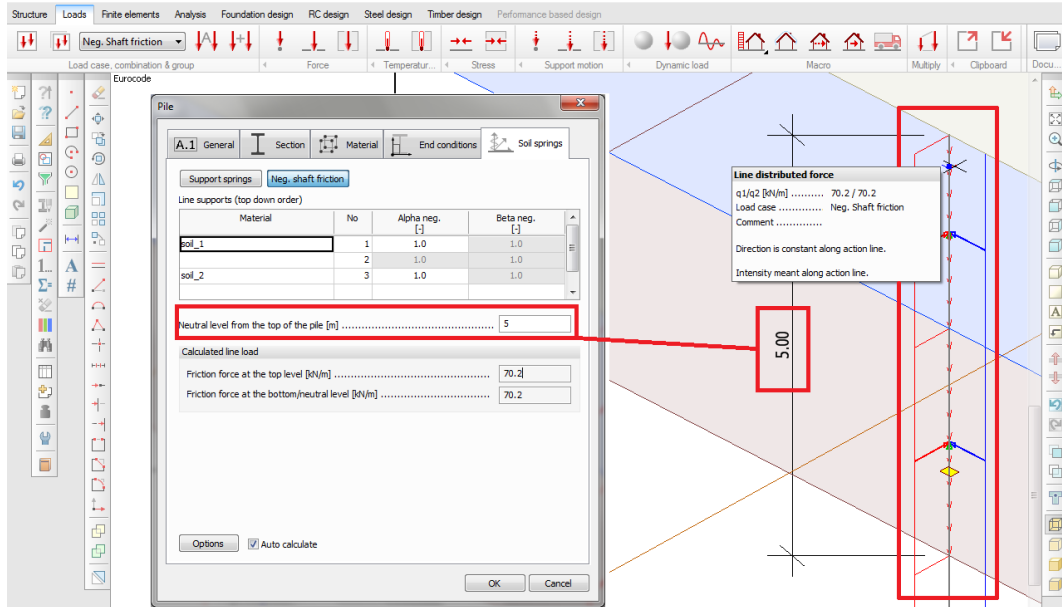 Structure Loads Finite elements Analysis Foundation design RC design Steel design Timber design Performance based design
Neg. Shaft friction
Load case, combination & group Force Temperatur... Stress Support motion Dynamic load Macro Multiply Clipboard Docu...
Eurocode
Pile
A.1 General Section Material End conditions Soil springs
Support springs Neg. shaft friction
Line supports (top down order)
Material No Alpha neg. Beta neg.
[-] [-]
soil_1 1 1.0 1.0
2 1.0 1.0
soil_2 3 1.0 1.0
Neutral level from the top of the pile [m] ................................................ 5
Calculated line load
Friction force at the top level [kN/m] ................................................ 70.2
Friction force at the bottom/neutral level [kN/m] .................................. 70.2
Options Auto calculate
OK Cancel
Line distributed force
q1/q2 [kN/m] .......... 70.2 / 70.2
Load case ............. Neg. Shaft friction
Comment ..............
Direction is constant along action line.
Intensity meant along action line.
5.00